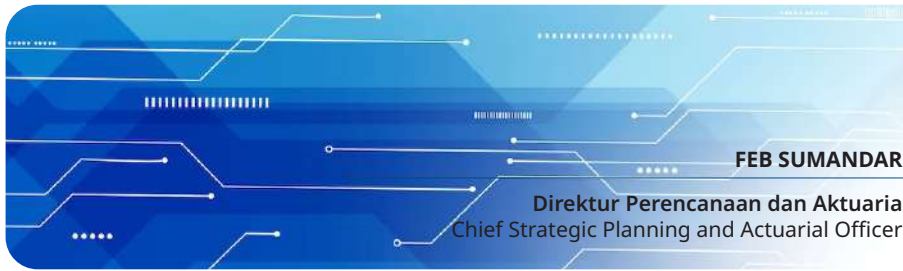 FEB SUMANDAR
Direktur Perencanaan dan Aktuaria
Chief Strategic Planning and Actuarial Officer